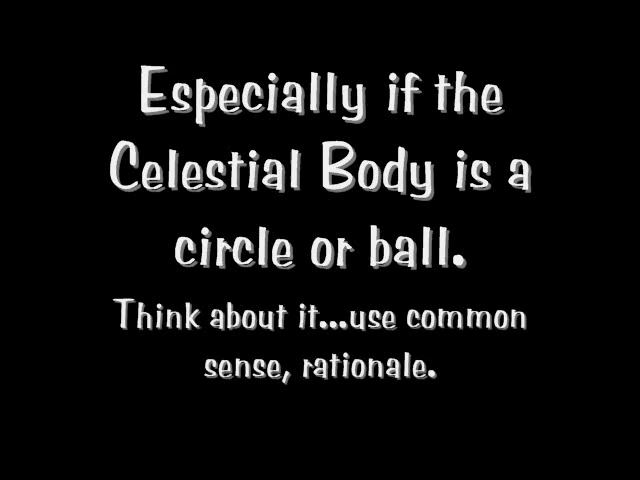 Especially if the
Celestial Body is a
circle or ball.
Think about it...use common
sense, rationale.